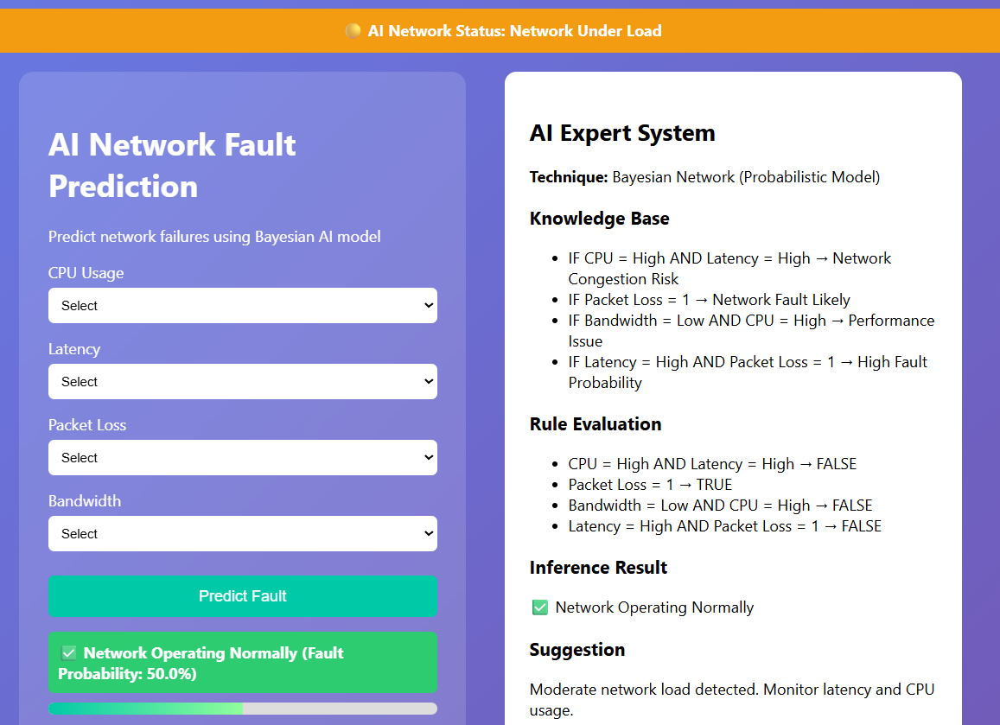 AI Network Status: Network Under Load
AI Network Fault
Prediction
Predict network failures using Bayesian AI model
CPU Usage
Select
Latency
Select
Packet Loss
Select
Bandwidth
Select
Predict Fault
✅ Network Operating Normally (Fault
Probability: 50.0%)
AI Expert System
Technique: Bayesian Network (Probabilistic Model)
Knowledge Base
• IF CPU = High AND Latency = High → Network
Congestion Risk
• IF Packet Loss = 1 → Network Fault Likely
• IF Bandwidth = Low AND CPU = High → Performance
Issue
• IF Latency = High AND Packet Loss = 1 → High Fault
Probability
Rule Evaluation
• CPU = High AND Latency = High → FALSE
• Packet Loss = 1 → TRUE
• Bandwidth = Low AND CPU = High → FALSE
• Latency = High AND Packet Loss = 1 → FALSE
Inference Result
✅ Network Operating Normally
Suggestion
Moderate network load detected. Monitor latency and CPU
usage.